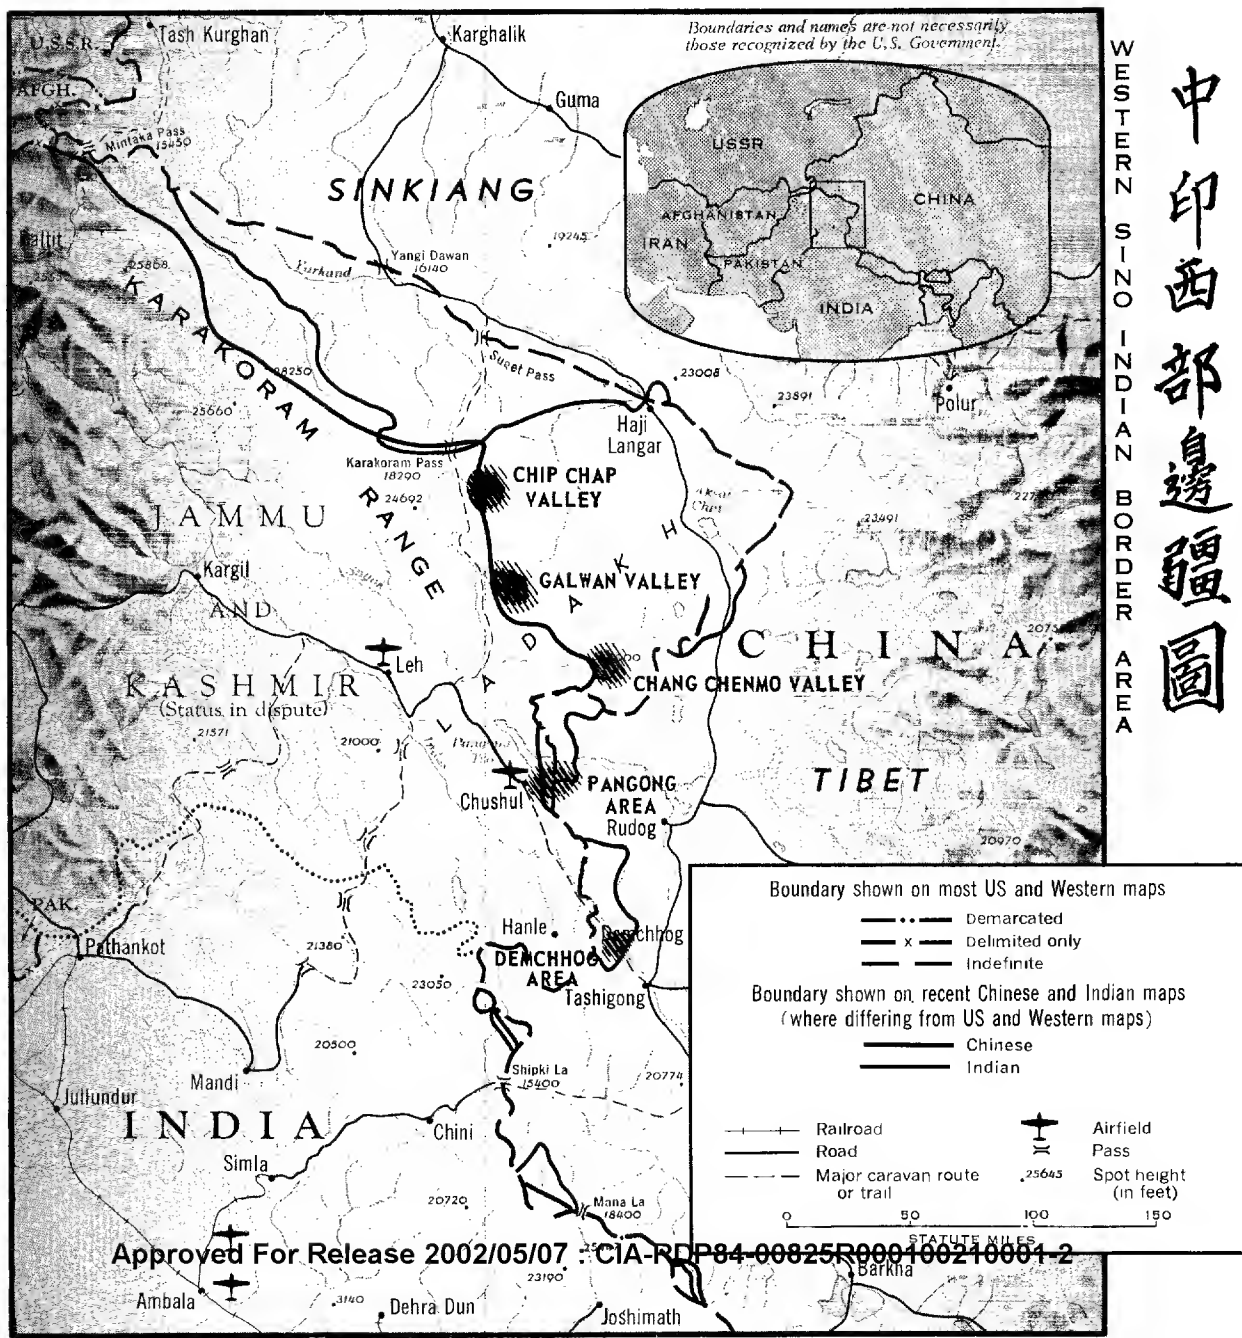 Boundaries and names are not necessarily
those recognized by the U.S. Government.
WESTERN SINO INDIAN BORDER AREA
中印西部邊疆圖
U.S.S.R.
Tash Kurghan
Karghalik
AFGH.
Guma
Mintaka Pass
15450
SINKIANG
USSR
CHINA
AFGHANISTAN
IRAN
PAKISTAN
INDIA
19245
Yangi Dawan
16140
Yarkand
25868
KARAKORAM RANGE
28250
Suget Pass
23008
23891
Polur
25660
Haji
Langar
Karakoram Pass
18290
24692
CHIP CHAP
VALLEY
23491
JAMMU
AND
KASHMIR
(Status in dispute)
Kargil
GALWAN VALLEY
LADAKH
CHINA
Leh
CHANG CHENMO VALLEY
21371
21000
TIBET
Chushul
PANGONG
AREA
Rudog
20970
PAK.
Pathankot
Hanle
Demchhog
21380
DEMCHHOG
AREA
23050
Tashigong
20500
Mandi
Shipki La
15400
20774
Jullundur
INDIA
Chini
Simla
20720
Mana La
18400
Boundary shown on most US and Western maps
Demarcated
Delimited only
Indefinite
Boundary shown on recent Chinese and Indian maps
(where differing from US and Western maps)
Chinese
Indian
Railroad
Road
Major caravan route
or trail
Airfield
Pass
.25645 Spot height
(in feet)
0 50 100 150
STATUTE MILES
Approved For Release 2002/05/07 : CIA-RDP84-00825R000100210001-2
23190
Barkha
Ambala
3140
Dehra Dun
Joshimath